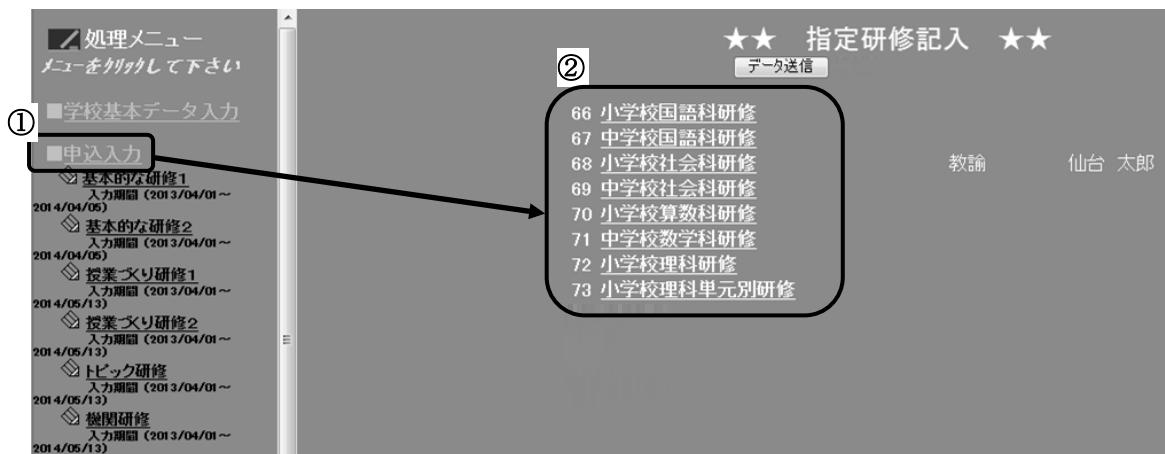 処理メニュー
メニューをクリックして下さい
①
■学校基本データ入力
■申込入力
基本的な研修1
入力期間（2013/04/01～
2014/04/05)
基本的な研修2
入力期間（2013/04/01～
2014/04/05)
授業づくり研修1
入力期間（2013/04/01～
2014/05/13)
授業づくり研修2
入力期間（2013/04/01～
2014/05/13)
トピック研修
入力期間（2013/04/01～
2014/05/13)
機関研修
入力期間（2013/04/01～
2014/05/13)
★★　指定研修記入　★★
データ送信
②
66 小学校国語科研修
67 中学校国語科研修
68 小学校社会科研修
教諭　仙台 太郎
69 中学校社会科研修
70 小学校算数科研修
71 中学校数学科研修
72 小学校理科研修
73 小学校理科単元別研修